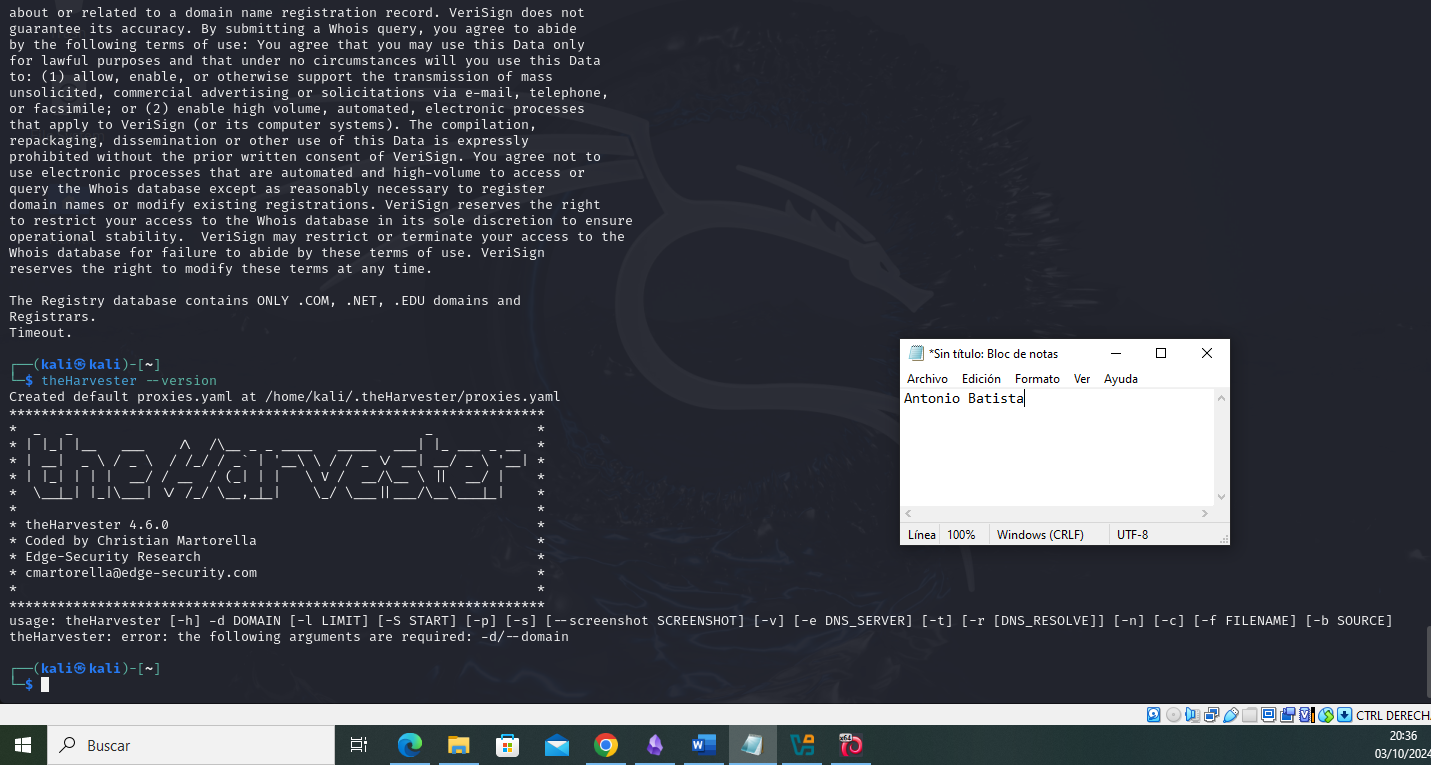 about or related to a domain name registration record. VeriSign does not
guarantee its accuracy. By submitting a Whois query, you agree to abide
by the following terms of use: You agree that you may use this Data only
for lawful purposes and that under no circumstances will you use this Data
to: (1) allow, enable, or otherwise support the transmission of mass
unsolicited, commercial advertising or solicitations via e-mail, telephone,
or facsimile; or (2) enable high volume, automated, electronic processes
that apply to VeriSign (or its computer systems). The compilation,
repackaging, dissemination or other use of this Data is expressly
prohibited without the prior written consent of VeriSign. You agree not to
use electronic processes that are automated and high-volume to access or
query the Whois database except as reasonably necessary to register
domain names or modify existing registrations. VeriSign reserves the right
to restrict your access to the Whois database in its sole discretion to ensure
operational stability.  VeriSign may restrict or terminate your access to the
Whois database for failure to abide by these terms of use. VeriSign
reserves the right to modify these terms at any time.
The Registry database contains ONLY .COM, .NET, .EDU domains and
Registrars.
Timeout.
┌──(kali㉿kali)-[~]
└─$ theHarvester --version
Created default proxies.yaml at /home/kali/.theHarvester/proxies.yaml
*******************************************************************
theHarvester
* theHarvester 4.6.0 *
* Coded by Christian Martorella *
* Edge-Security Research *
* cmartorella@edge-security.com *
* *
*******************************************************************
usage: theHarvester [-h] -d DOMAIN [-l LIMIT] [-S START] [-p] [-s] [--screenshot SCREENSHOT] [-v] [-e DNS_SERVER] [-t] [-r [DNS_RESOLVE]] [-n] [-c] [-f FILENAME] [-b SOURCE]
theHarvester: error: the following arguments are required: -d/--domain
┌──(kali㉿kali)-[~]
└─$
*Sin título: Bloc de notas
Archivo Edición Formato Ver Ayuda
Antonio Batista
Línea 100% Windows (CRLF) UTF-8
CTRL DERECH
Buscar
x64
20:36
03/10/2024